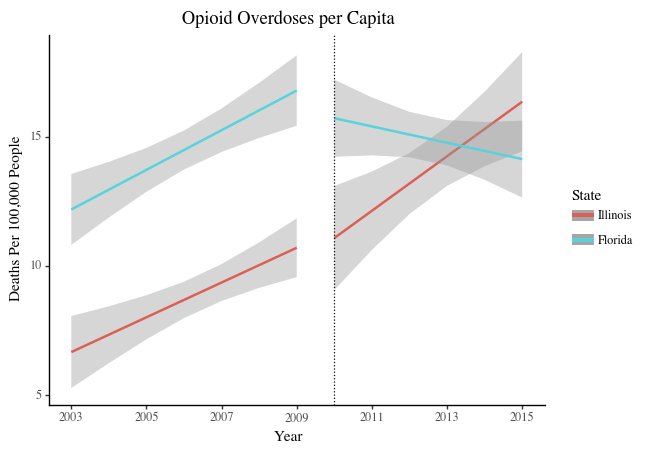 Opioid Overdoses per Capita
Deaths Per 100,000 People
15
10
5
2003 2005 2007 2009 2011 2013 2015
Year
State
Illinois
Florida